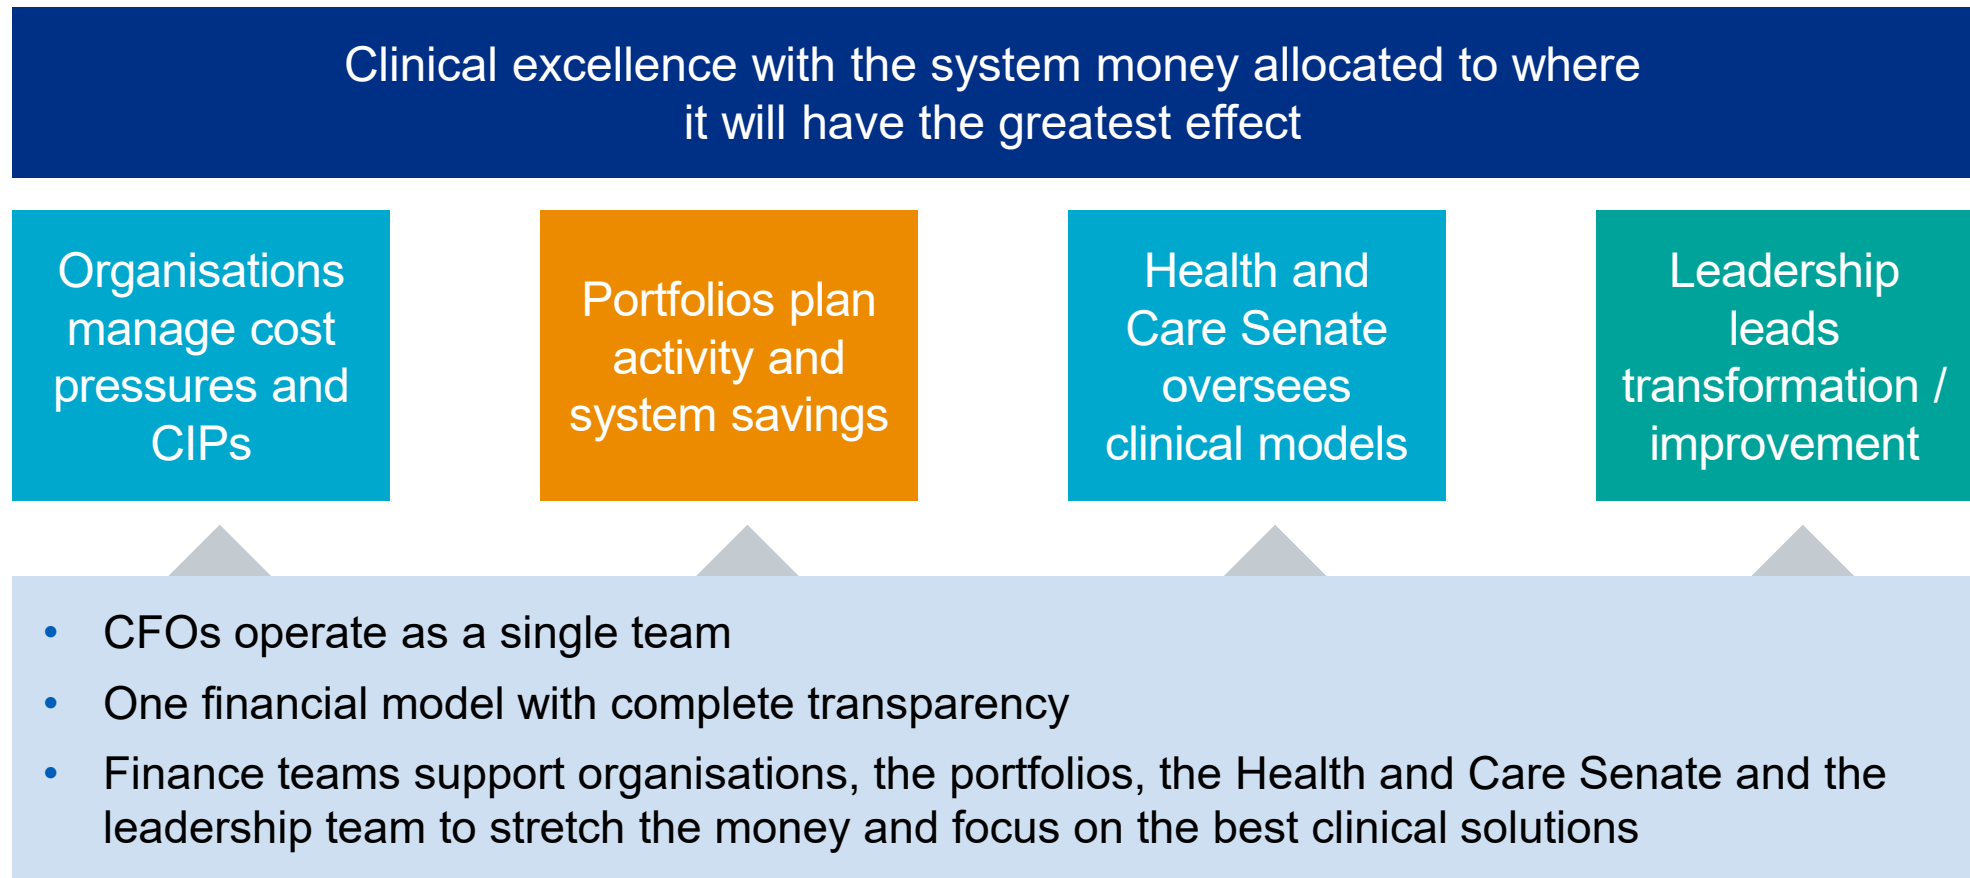 Clinical excellence with the system money allocated to where
it will have the greatest effect
Organisations
manage cost
pressures and
CIPs
Portfolios plan
activity and
system savings
Health and
Care Senate
oversees
clinical models
Leadership
leads
transformation /
improvement
• CFOs operate as a single team
• One financial model with complete transparency
• Finance teams support organisations, the portfolios, the Health and Care Senate and the
leadership team to stretch the money and focus on the best clinical solutions